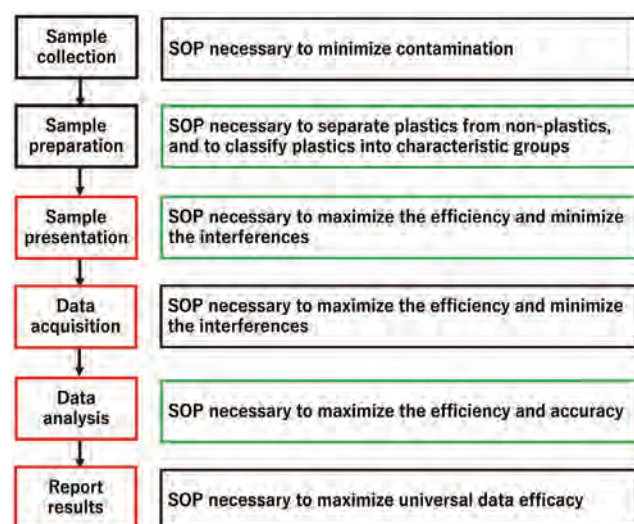 Sample
collection
SOP necessary to minimize contamination
Sample
preparation
SOP necessary to separate plastics from non-plastics,
and to classify plastics into characteristic groups
Sample
presentation
SOP necessary to maximize the efficiency and minimize
the interferences
Data
acquisition
SOP necessary to maximize the efficiency and minimize
the interferences
Data
analysis
SOP necessary to maximize the efficiency and accuracy
Report
results
SOP necessary to maximize universal data efficacy